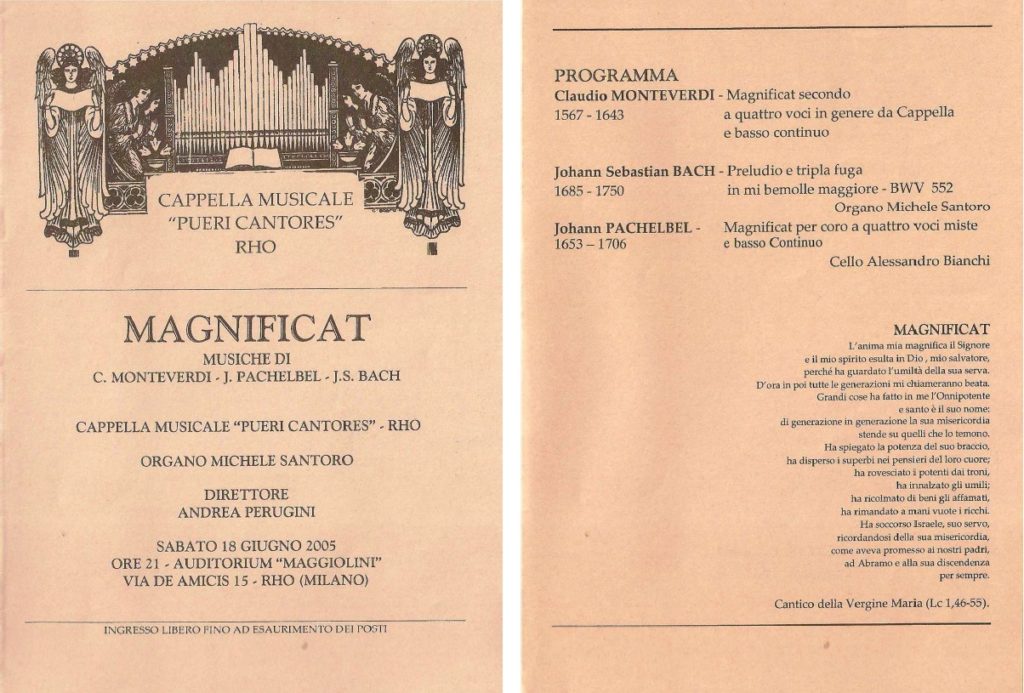 CAPPELLA MUSICALE
"PUERI CANTORES"
RHO
MAGNIFICAT
MUSICHE DI
C. MONTEVERDI - J. PACHELBEL - J.S. BACH
CAPPELLA MUSICALE "PUERI CANTORES" - RHO
ORGANO MICHELE SANTORO
DIRETTORE
ANDREA PERUGINI
SABATO 18 GIUGNO 2005
ORE 21 - AUDITORIUM "MAGGIOLINI"
VIA DE AMICIS 15 - RHO (MILANO)
INGRESSO LIBERO FINO AD ESAURIMENTO DEI POSTI
PROGRAMMA
Claudio MONTEVERDI - Magnificat secondo
1567 - 1643 a quattro voci in genere da Cappella
e basso continuo
Johann Sebastian BACH - Preludio e tripla fuga
1685 - 1750 in mi bemolle maggiore - BWV 552
Organo Michele Santoro
Johann PACHELBEL - Magnificat per coro a quattro voci miste
1653 – 1706 e basso Continuo
Cello Alessandro Bianchi
MAGNIFICAT
L'anima mia magnifica il Signore
e il mio spirito esulta in Dio , mio salvatore,
perché ha guardato l'umiltà della sua serva.
D'ora in poi tutte le generazioni mi chiameranno beata.
Grandi cose ha fatto in me l'Onnipotente
e santo è il suo nome:
di generazione in generazione la sua misericordia
stende su quelli che lo temono.
Ha spiegato la potenza del suo braccio,
ha disperso i superbi nei pensieri del loro cuore;
ha rovesciato i potenti dai troni,
ha innalzato gli umili;
ha ricolmato di beni gli affamati,
ha rimandato a mani vuote i ricchi.
Ha soccorso Israele, suo servo,
ricordandosi della sua misericordia,
come aveva promesso ai nostri padri,
ad Abramo e alla sua discendenza
per sempre.
Cantico della Vergine Maria (Lc 1,46-55).